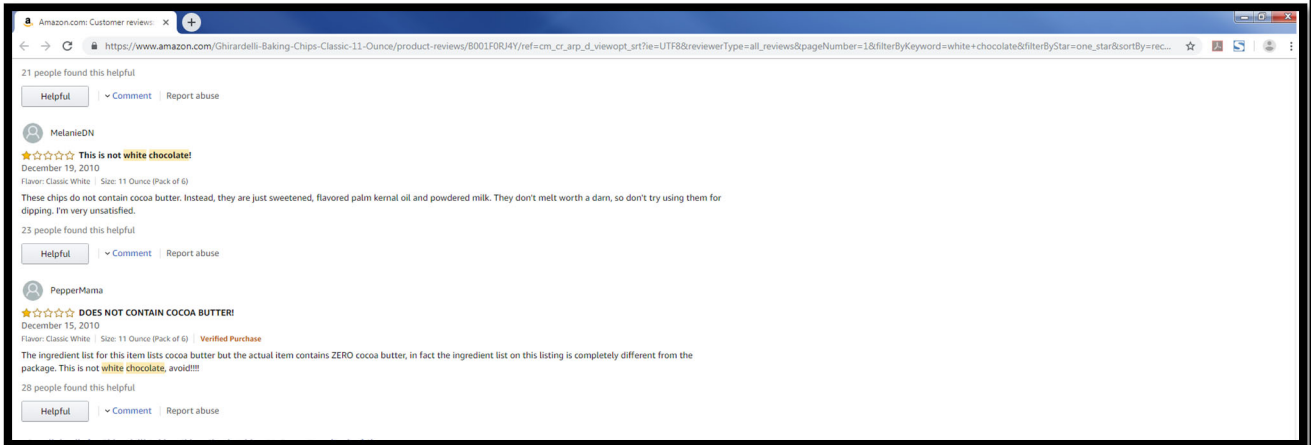 Amazon.com: Customer reviews:
https://www.amazon.com/Ghirardelli-Baking-Chips-Classic-11-Ounce/product-reviews/B001F0RJ4Y/ref=cm_cr_arp_d_viewopt_srt?ie=UTF8&reviewerType=all_reviews&pageNumber=1&filterByKeyword=white+chocolate&filterByStar=one_star&sortBy=rec...
21 people found this helpful
Helpful Comment Report abuse
MelanieDN
This is not white chocolate!
December 19, 2010
Flavor: Classic White | Size: 11 Ounce (Pack of 6)
These chips do not contain cocoa butter. Instead, they are just sweetened, flavored palm kernal oil and powdered milk. They don't melt worth a darn, so don't try using them for
dipping. I'm very unsatisfied.
23 people found this helpful
Helpful Comment Report abuse
PepperMama
DOES NOT CONTAIN COCOA BUTTER!
December 15, 2010
Flavor: Classic White | Size: 11 Ounce (Pack of 6) | Verified Purchase
The ingredient list for this item lists cocoa butter but the actual item contains ZERO cocoa butter, in fact the ingredient list on this listing is completely different from the
package. This is not white chocolate, avoid!!!!
28 people found this helpful
Helpful Comment Report abuse